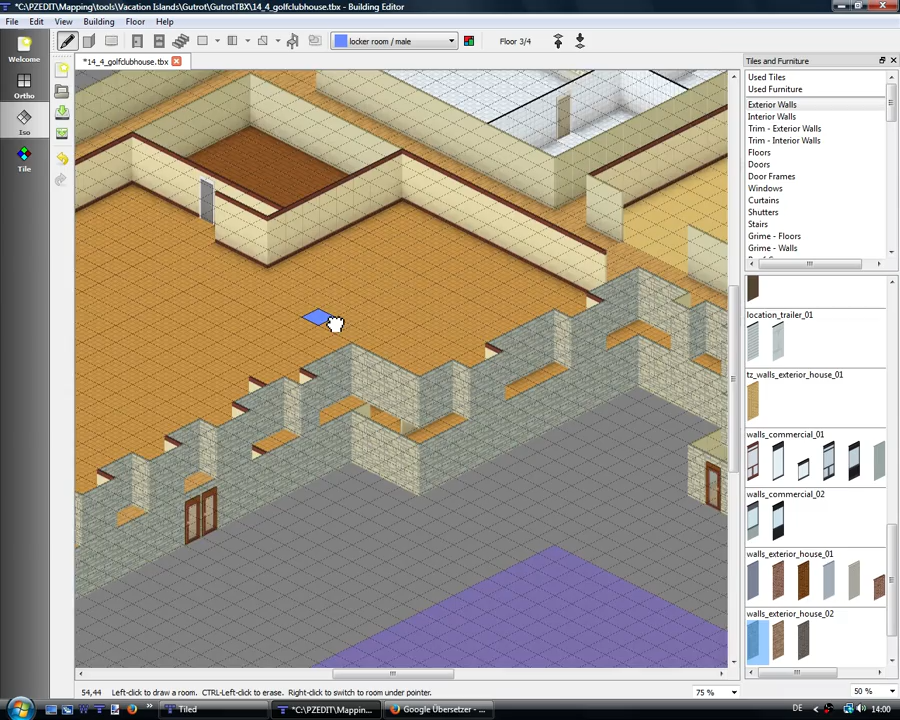 *C:\PZEDIT\Mapping\tools\Vacation Islands\Gutrot\GutrotTBX\14_4_golfclubhouse.tbx - Building Editor
File Edit View Building Floor Help
Welcome
Ortho
Iso
Tile
locker room / male
Floor 3/4
*14_4_golfclubhouse.tbx
Tiles and Furniture
Used Tiles
Used Furniture
Exterior Walls
Interior Walls
Trim - Exterior Walls
Trim - Interior Walls
Floors
Doors
Door Frames
Windows
Curtains
Shutters
Stairs
Grime - Floors
Grime - Walls
location_trailer_01
tz_walls_exterior_house_01
walls_commercial_01
walls_commercial_02
walls_exterior_house_01
walls_exterior_house_02
54,44 Left-click to draw a room. CTRL-Left-click to erase. Right-click to switch to room under pointer.
75 %
50 %
Tiled
*C:\PZEDIT\Mappin...
Google Übersetzer - ...
DE
14:00